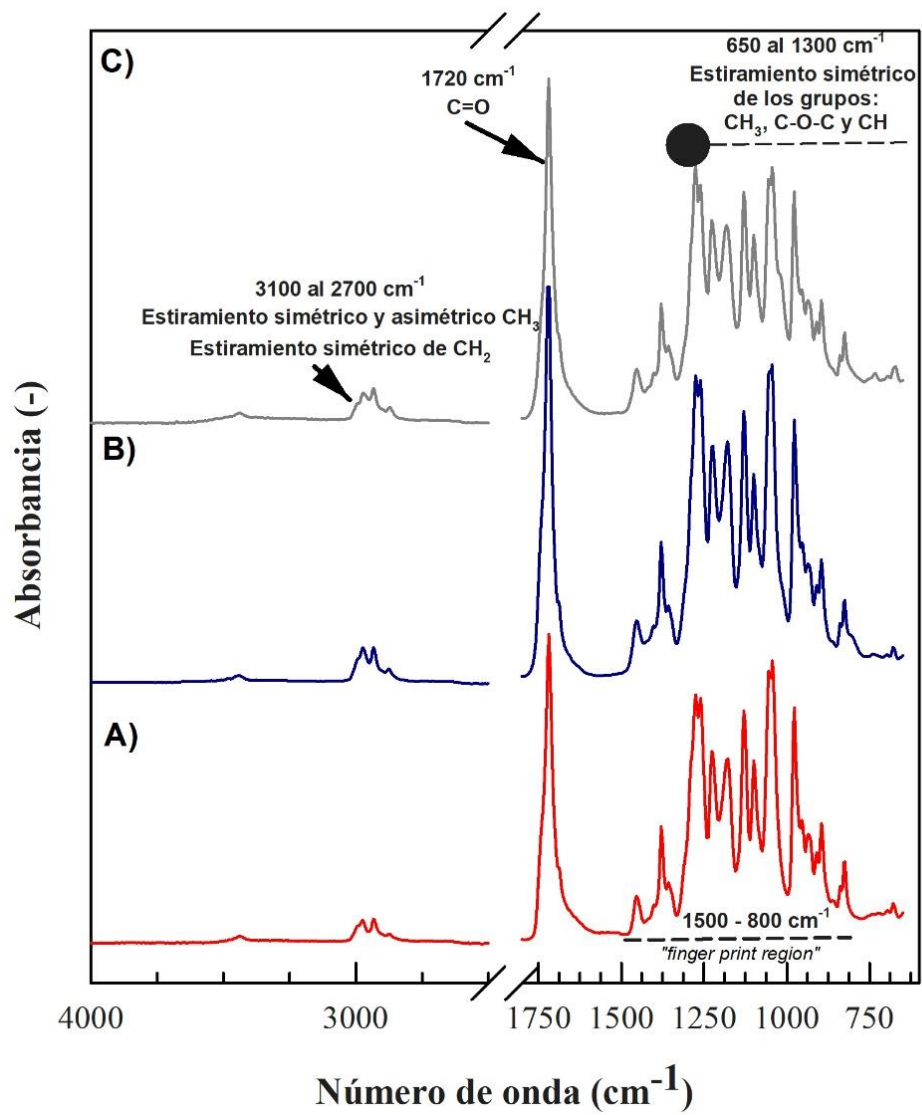 C)
1720 cm⁻¹
C=O
650 al 1300 cm⁻¹
Estiramiento simétrico
de los grupos:
CH₃, C-O-C y CH
3100 al 2700 cm⁻¹
Estiramiento simétrico y asimétrico CH₃
Estiramiento simétrico de CH₂
B)
A)
1500 - 800 cm⁻¹
"finger print region"
Absorbancia (-)
4000 3000 1750 1500 1250 1000 750
Número de onda (cm⁻¹)